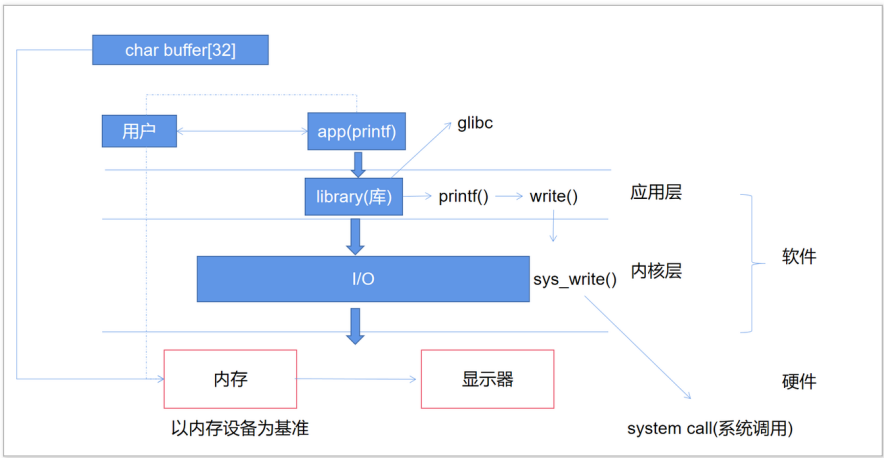 char buffer[32]
用户
app(printf)
glibc
library(库)
printf()
write()
应用层
I/O
sys_write()
内核层
软件
内存
显示器
硬件
以内存设备为基准
system call(系统调用)